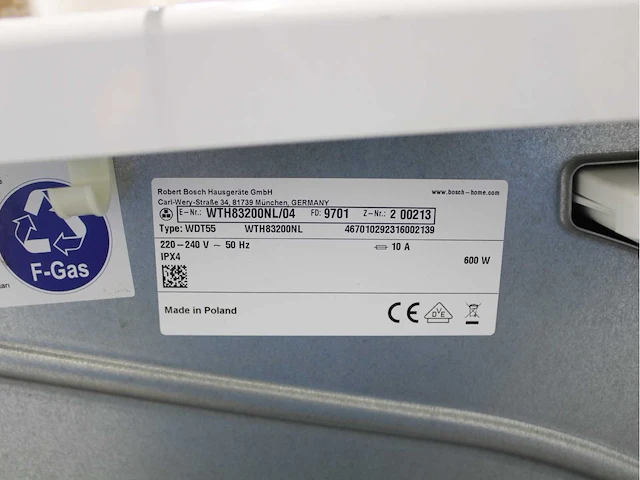 Robert Bosch Hausgeräte GmbH
Carl-Wery-Straße 34, 81739 München, GERMANY
www.bosch-home.com
E-Nr.: WTH83200NL/04 FD: 9701 Z-Nr.: 2 00213
Type: WDT55 WTH83200NL 467010292316002139
220-240 V ~ 50 Hz 10 A
IPX4 600 W
Made in Poland
CE VDE
F-Gas